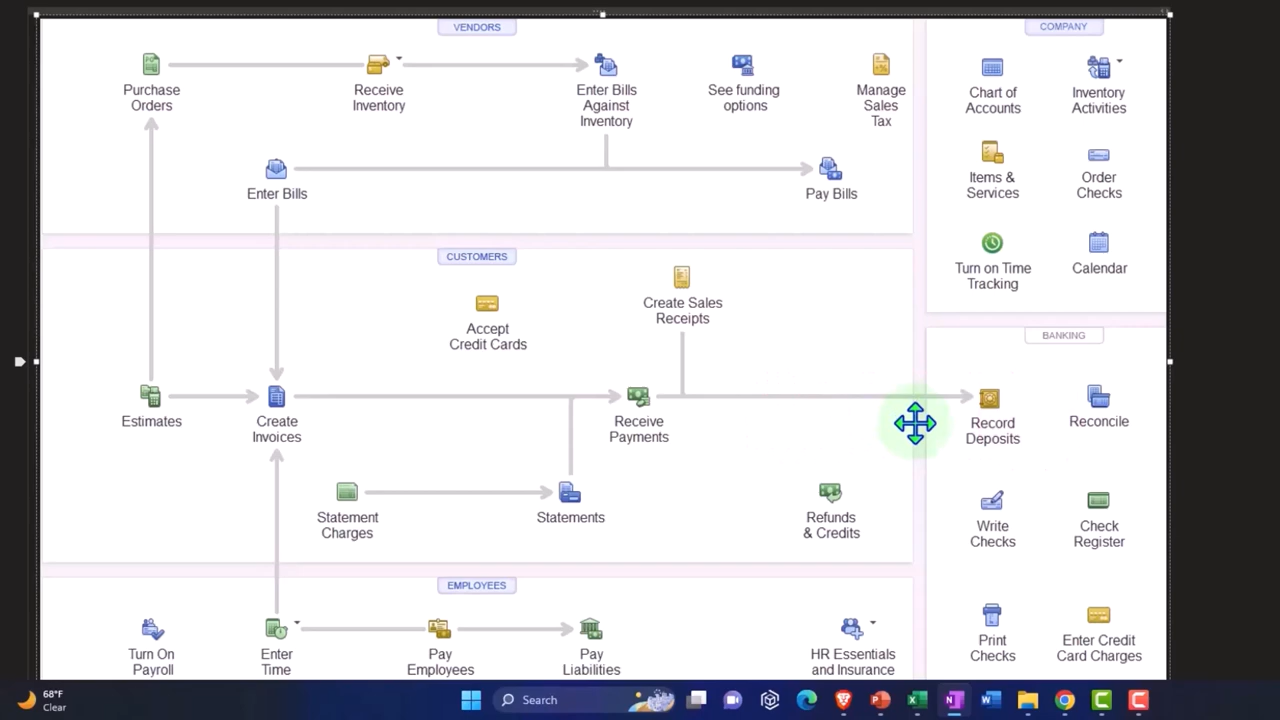 VENDORS
Purchase
Orders
Receive
Inventory
Enter Bills
Against
Inventory
See funding
options
Manage
Sales
Tax
Enter Bills
Pay Bills
COMPANY
Chart of
Accounts
Inventory
Activities
Items &
Services
Order
Checks
Turn on Time
Tracking
Calendar
CUSTOMERS
Accept
Credit Cards
Create Sales
Receipts
Estimates
Create
Invoices
Receive
Payments
Statement
Charges
Statements
Refunds
& Credits
BANKING
Record
Deposits
Reconcile
Write
Checks
Check
Register
Print
Checks
Enter Credit
Card Charges
EMPLOYEES
Turn On
Payroll
Enter
Time
Pay
Employees
Pay
Liabilities
HR Essentials
and Insurance
68°F
Clear
Search